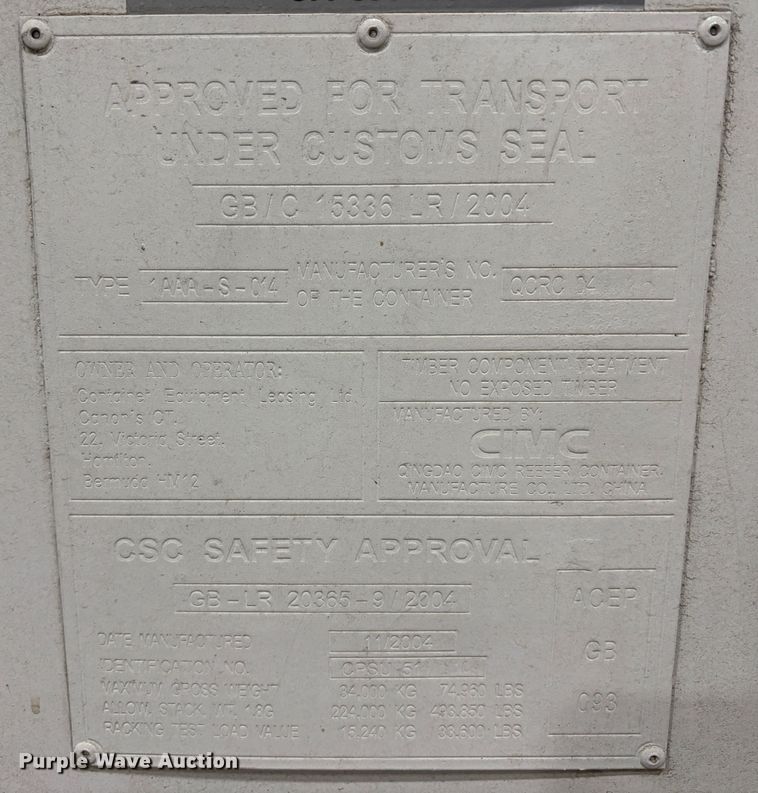 APPROVED FOR TRANSPORT
UNDER CUSTOMS SEAL
GB/C 15336 LR/2004
TYPE 1AAA-S-014 MANUFACTURER'S NO. OF THE CONTAINER QCRC 04
OWNER AND OPERATOR:
Container Equipment Leasing Ltd.
Canon's CT.
22, Victoria Street.
Hamilton.
Bermuda HM12
TIMBER COMPONENT TREATMENT
NO EXPOSED TIMBER
MANUFACTURED BY:
CIMC
QINGDAO CIMC REEFER CONTAINER.
MANUFACTURE CO., LTD. CHINA
CSC SAFETY APPROVAL
GB-LR 20365-9/2004
DATE MANUFACTURED 11/2004
IDENTIFICATION NO. 51
MAXIMUM GROSS WEIGHT 34.000 KG 74.960 LBS
ALLOW. STACK. WT. 1.8G 224.000 KG 493.850 LBS
RACKING TEST LOAD VALUE 15.240 KG 33.600 LBS
ACEP
GB
093
Purple Wave Auction